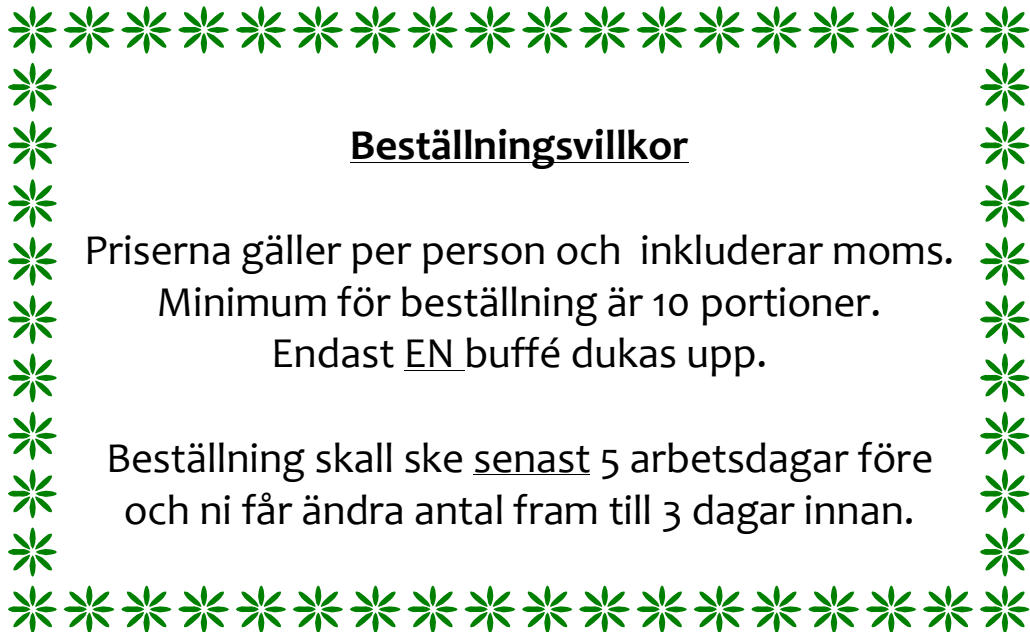 Beställningsvillkor
Priserna gäller per person och  inkluderar moms.
Minimum för beställning är 10 portioner.
Endast EN buffé dukas upp.
Beställning skall ske senast 5 arbetsdagar före
och ni får ändra antal fram till 3 dagar innan.